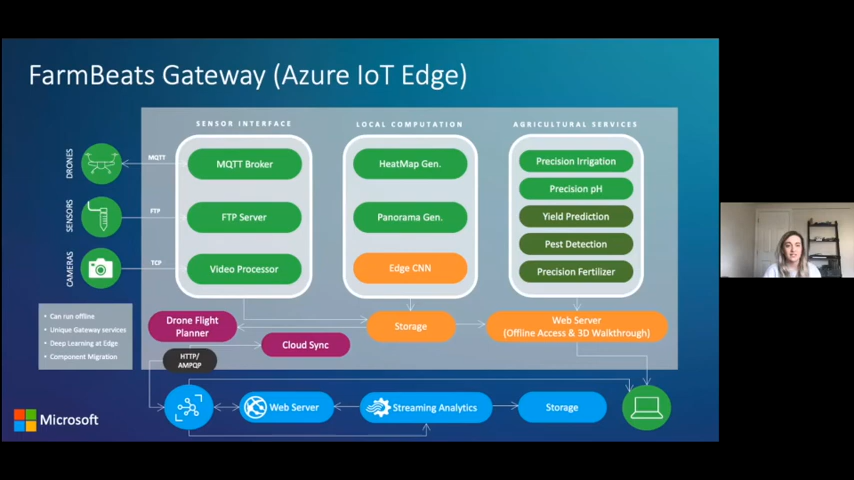 FarmBeats Gateway (Azure IoT Edge)
SENSOR INTERFACE
LOCAL COMPUTATION
AGRICULTURAL SERVICES
DRONES
MQTT
MQTT Broker
HeatMap Gen.
Precision Irrigation
Precision pH
SENSORS
FTP
FTP Server
Panorama Gen.
Yield Prediction
Pest Detection
CAMERAS
TCP
Video Processor
Edge CNN
Precision Fertilizer
• Can run offline
• Unique Gateway services
• Deep Learning at Edge
• Component Migration
Drone Flight
Planner
Storage
Web Server
(Offline Access & 3D Walkthrough)
Cloud Sync
HTTP/
AMPQP
Web Server
Streaming Analytics
Storage
Microsoft